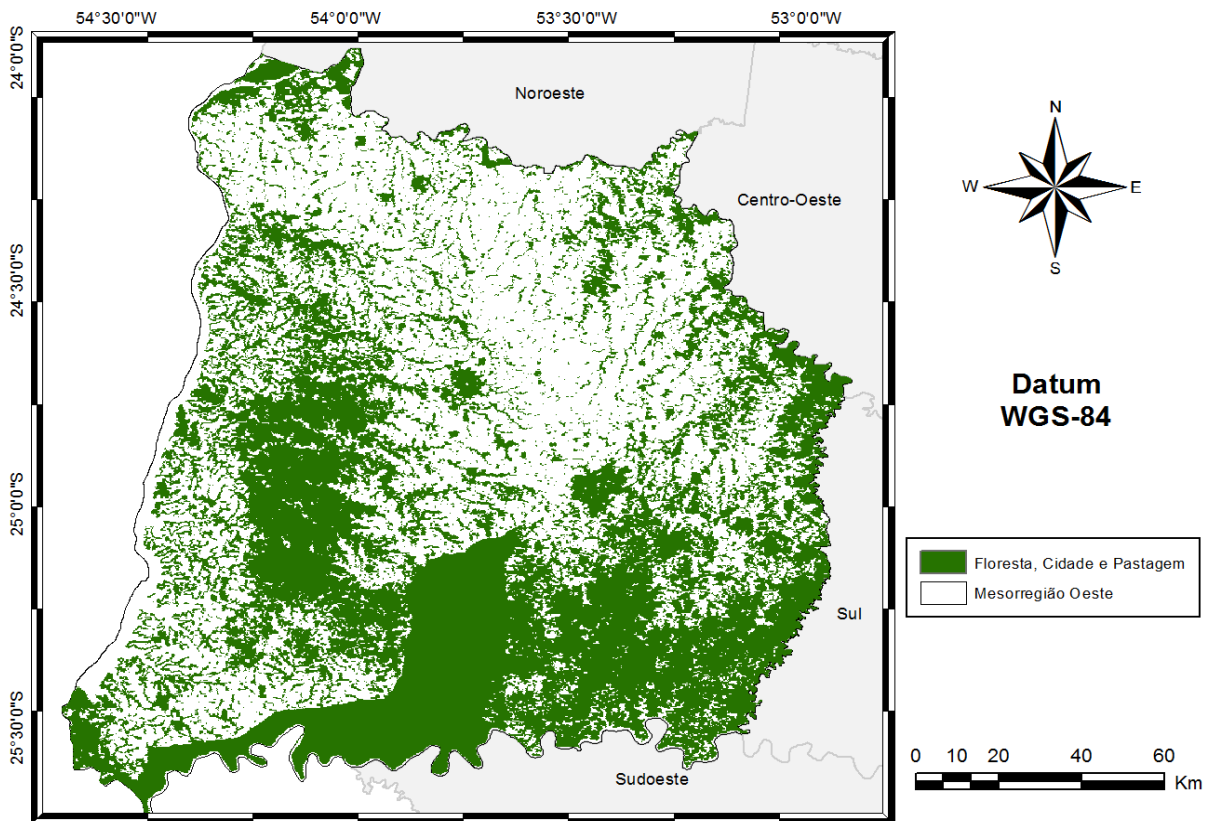 54°30'0"W
54°0'0"W
53°30'0"W
53°0'0"W
24°0'0"S
24°30'0"S
25°0'0"S
25°30'0"S
Noroeste
Centro-Oeste
Sul
Sudoeste
N
W
E
S
Datum
WGS-84
Floresta, Cidade e Pastagem
Mesorregião Oeste
0 10 20 40 60
Km